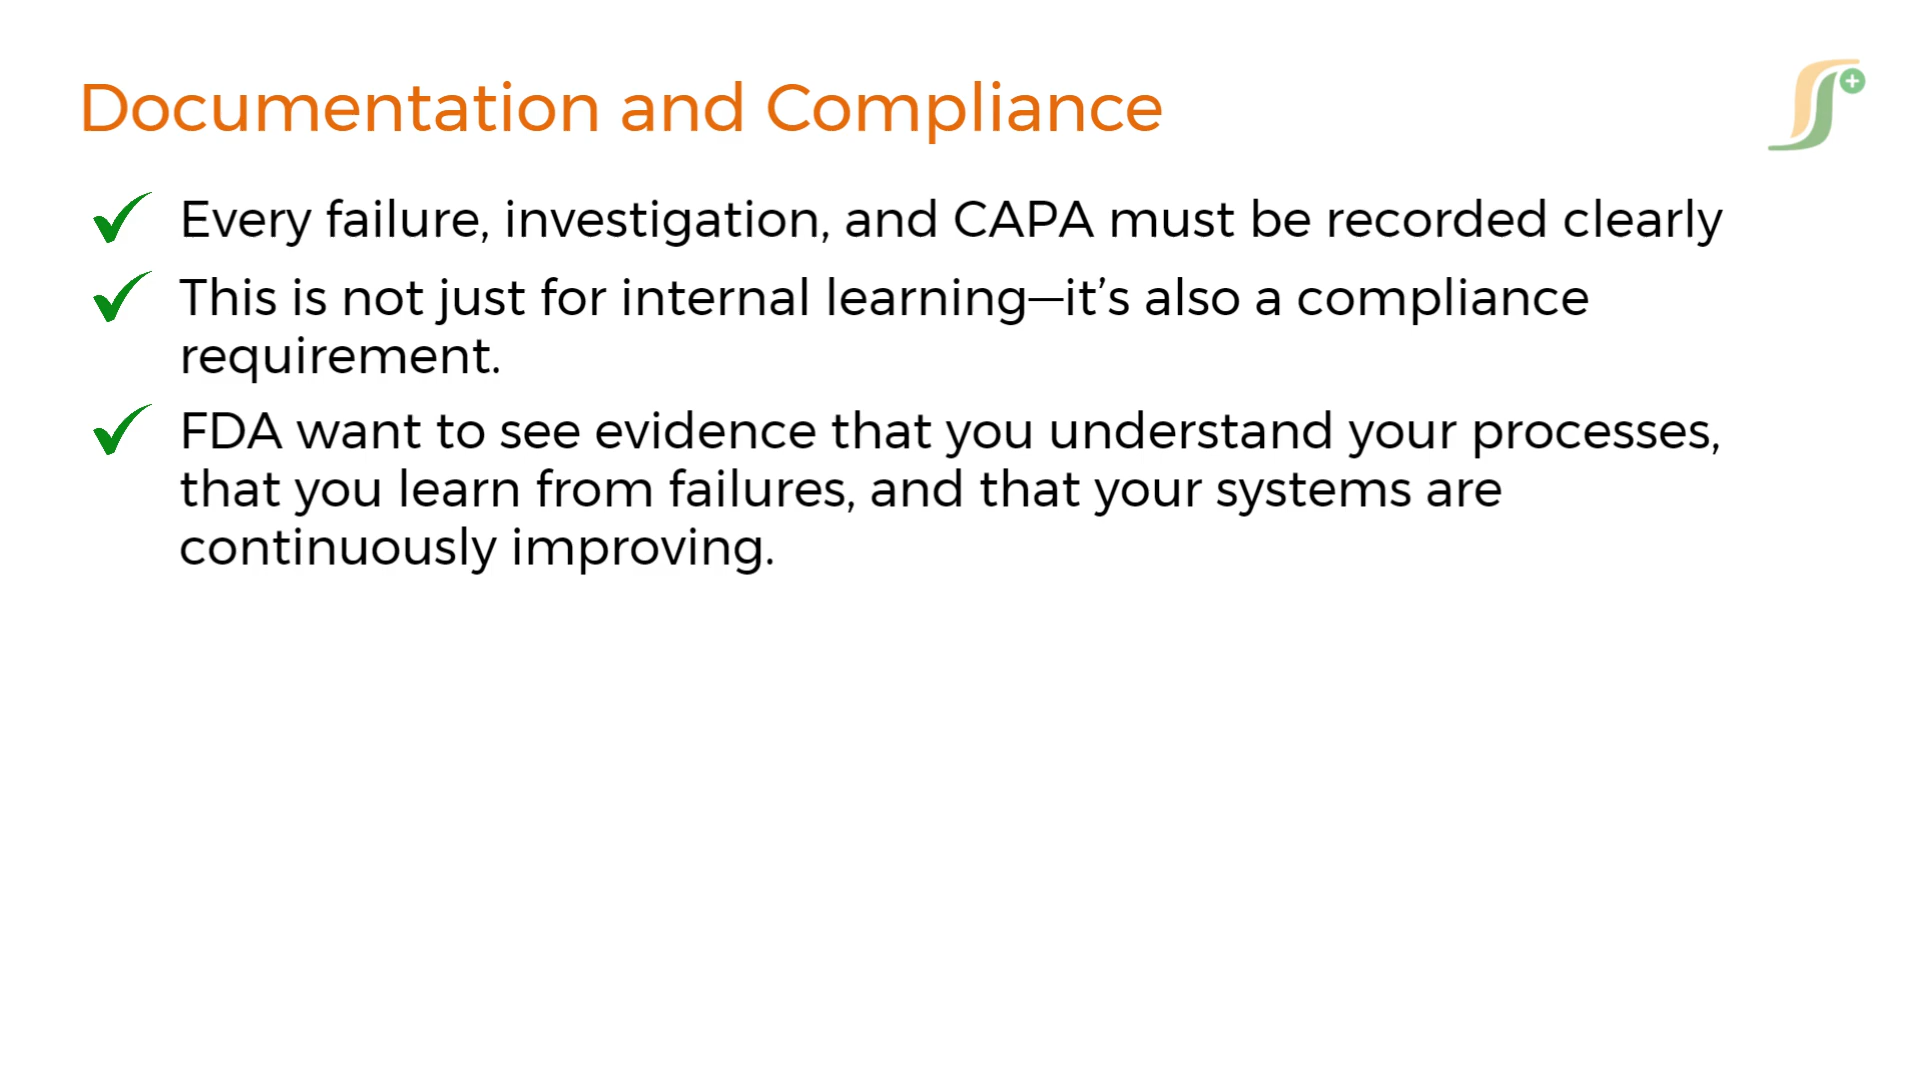 Documentation and Compliance
Every failure, investigation, and CAPA must be recorded clearly
This is not just for internal learning—it’s also a compliance
requirement.
FDA want to see evidence that you understand your processes,
that you learn from failures, and that your systems are
continuously improving.